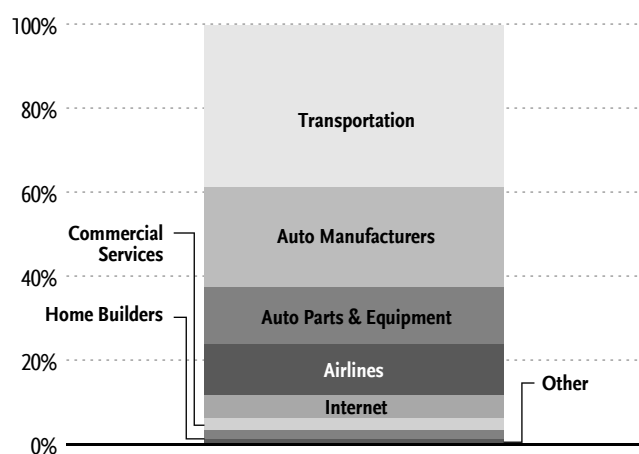 100%
Transportation
80%
60%
Commercial
Services
Auto Manufacturers
40%
Home Builders
Auto Parts & Equipment
20%
Airlines
Other
Internet
0%